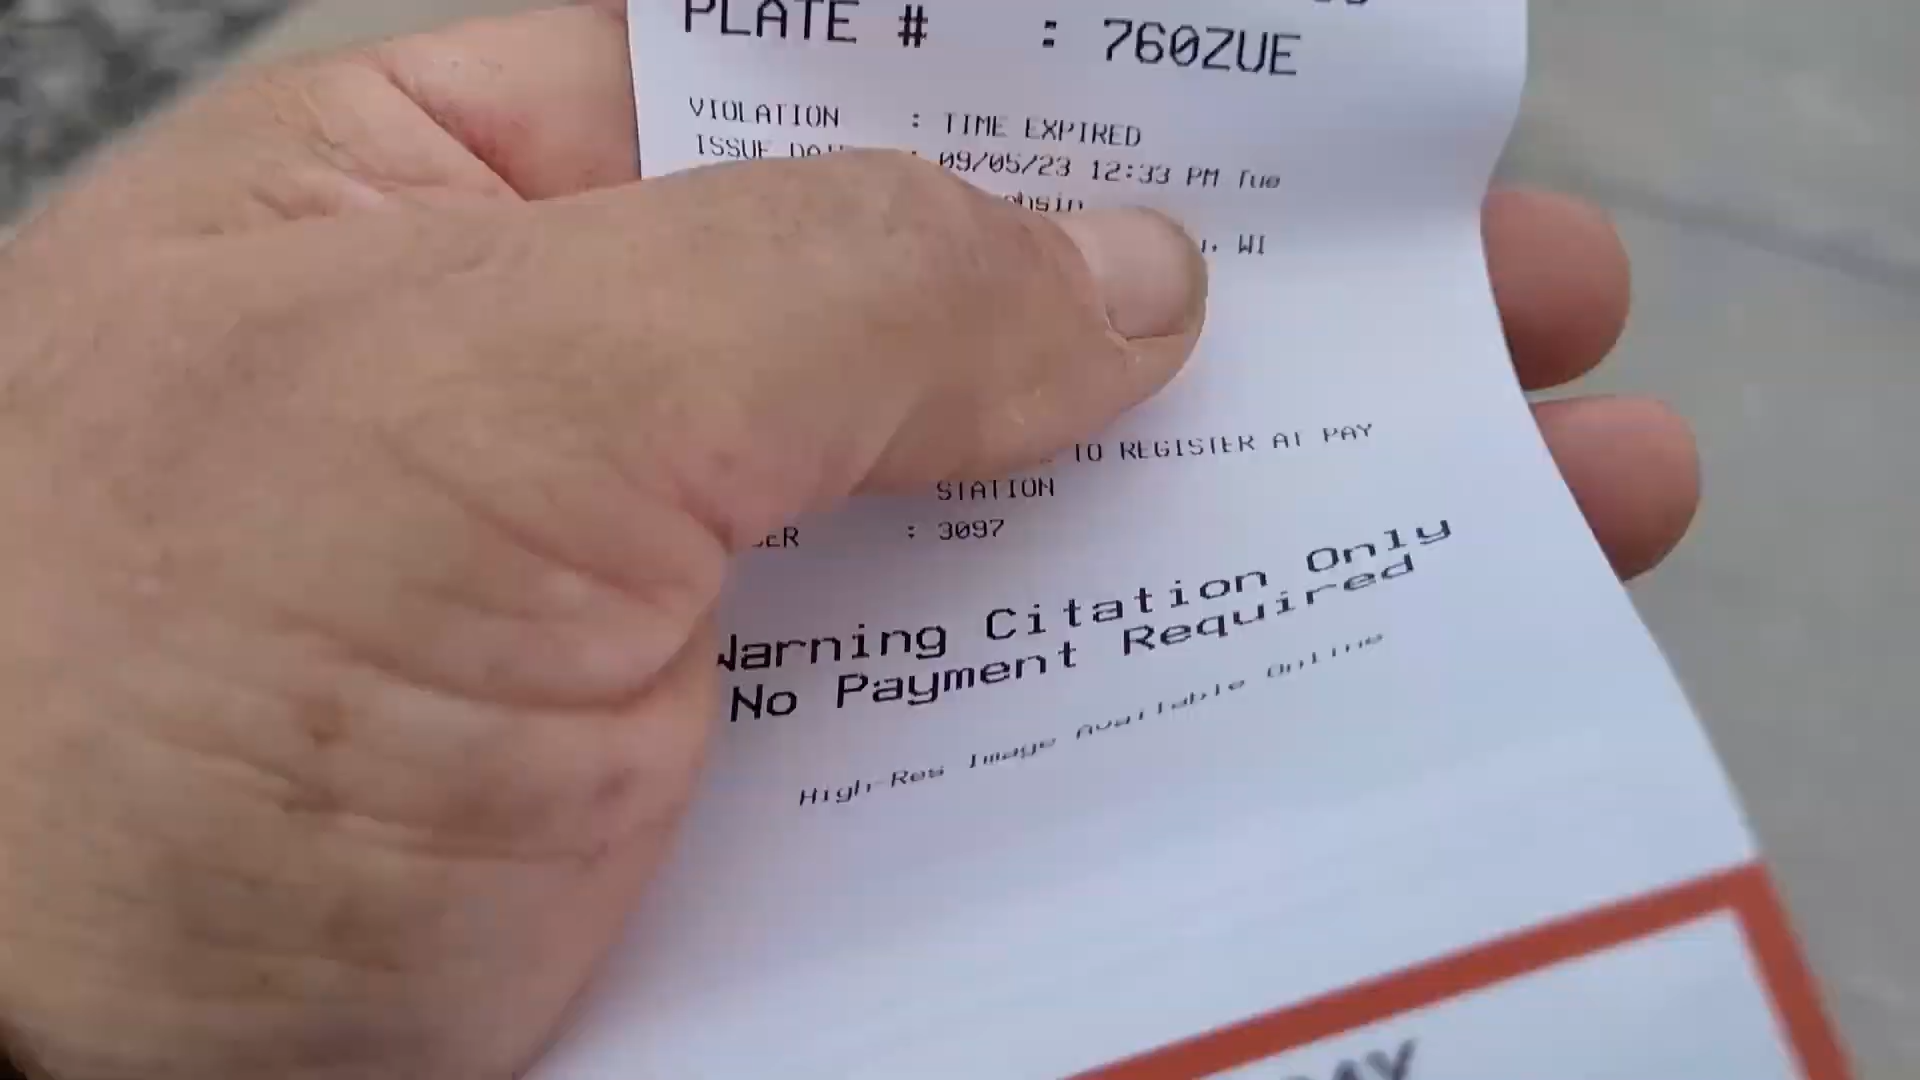 PLATE # : 760ZUE
VIOLATION : TIME EXPIRED
ISSUE : 09/05/23 12:33 PM Tue
WI
TO REGISTER AT PAY
STATION
: 3097
Warning Citation Only
No Payment Required
High-Res Image Available Online